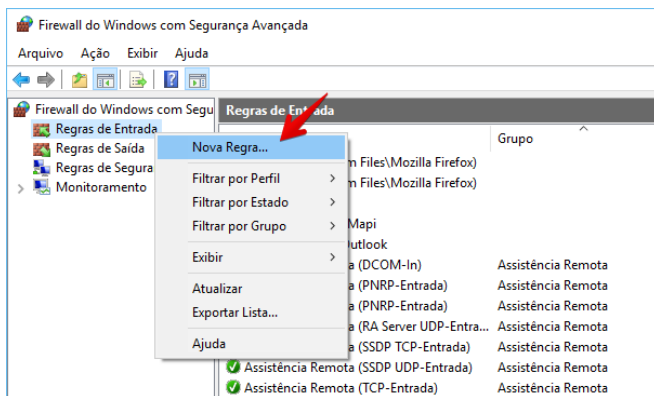 Firewall do Windows com Segurança Avançada
Arquivo Ação Exibir Ajuda
Firewall do Windows com Segu
Regras de Entrada
Regras de Saída
Regras de Segura
Monitoramento
Regras de Entrada
Grupo
Nova Regra...
Filtrar por Perfil
Filtrar por Estado
Filtrar por Grupo
Exibir
Atualizar
Exportar Lista...
Ajuda
m Files\Mozilla Firefox)
m Files\Mozilla Firefox)
Mapi
utlook
a (DCOM-In) Assistência Remota
a (PNRP-Entrada) Assistência Remota
a (PNRP-Entrada) Assistência Remota
a (RA Server UDP-Entra... Assistência Remota
a (SSDP TCP-Entrada) Assistência Remota
Assistência Remota (SSDP UDP-Entrada) Assistência Remota
Assistência Remota (TCP-Entrada) Assistência Remota